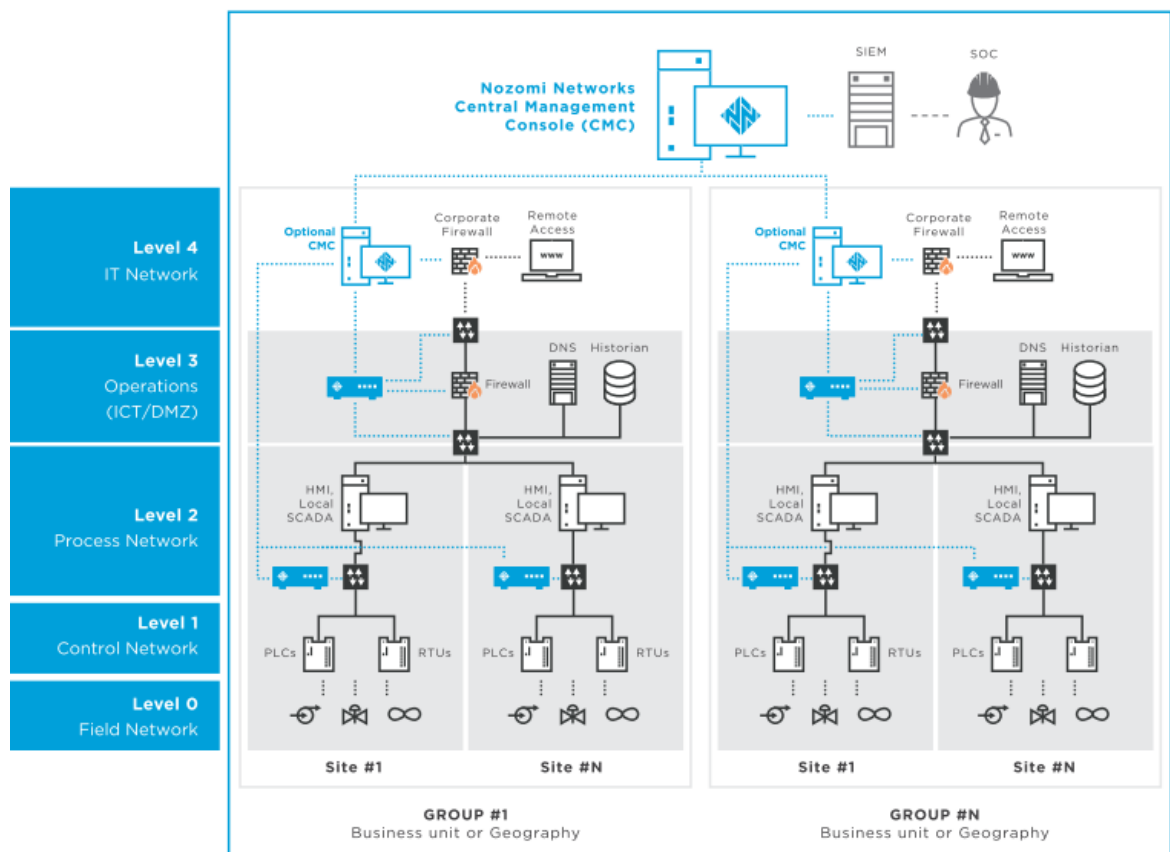 SIEM
SOC
Nozomi Networks
Central Management
Console (CMC)
Level 4
IT Network
Level 3
Operations
(ICT/DMZ)
Level 2
Process Network
Level 1
Control Network
Level 0
Field Network
Optional
CMC
Corporate
Firewall
Remote
Access
www
DNS
Historian
Firewall
HMI,
Local
SCADA
HMI,
Local
SCADA
PLCs
RTUs
PLCs
RTUs
Site #1
Site #N
GROUP #1
Business unit or Geography
Optional
CMC
Corporate
Firewall
Remote
Access
www
DNS
Historian
Firewall
HMI,
Local
SCADA
HMI,
Local
SCADA
PLCs
RTUs
PLCs
Site #1
Site #N
GROUP #N
Business unit or Geography